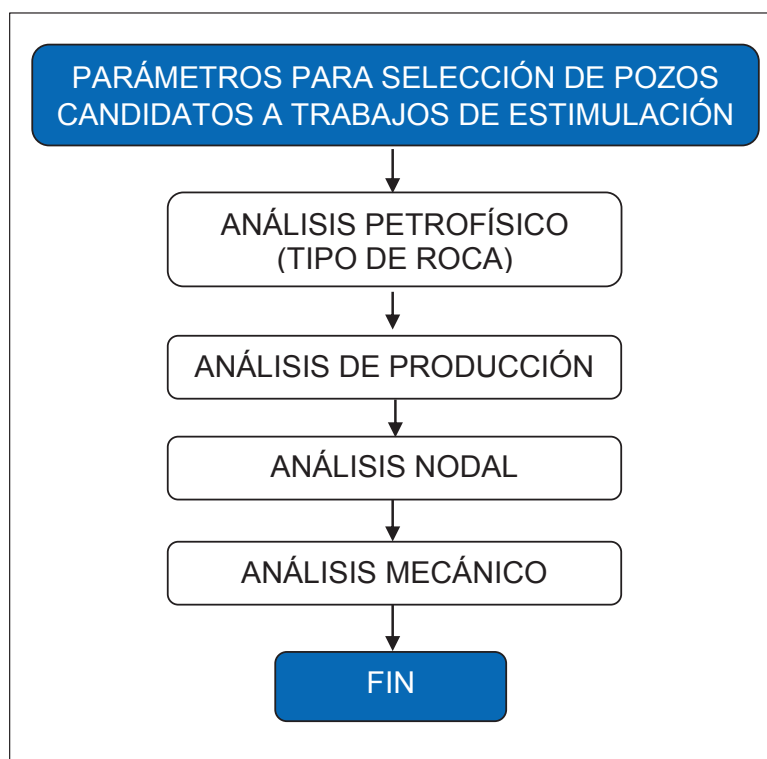 PARÁMETROS PARA SELECCIÓN DE POZOS
CANDIDATOS A TRABAJOS DE ESTIMULACIÓN
ANÁLISIS PETROFÍSICO
(TIPO DE ROCA)
ANÁLISIS DE PRODUCCIÓN
ANÁLISIS NODAL
ANÁLISIS MECÁNICO
FIN